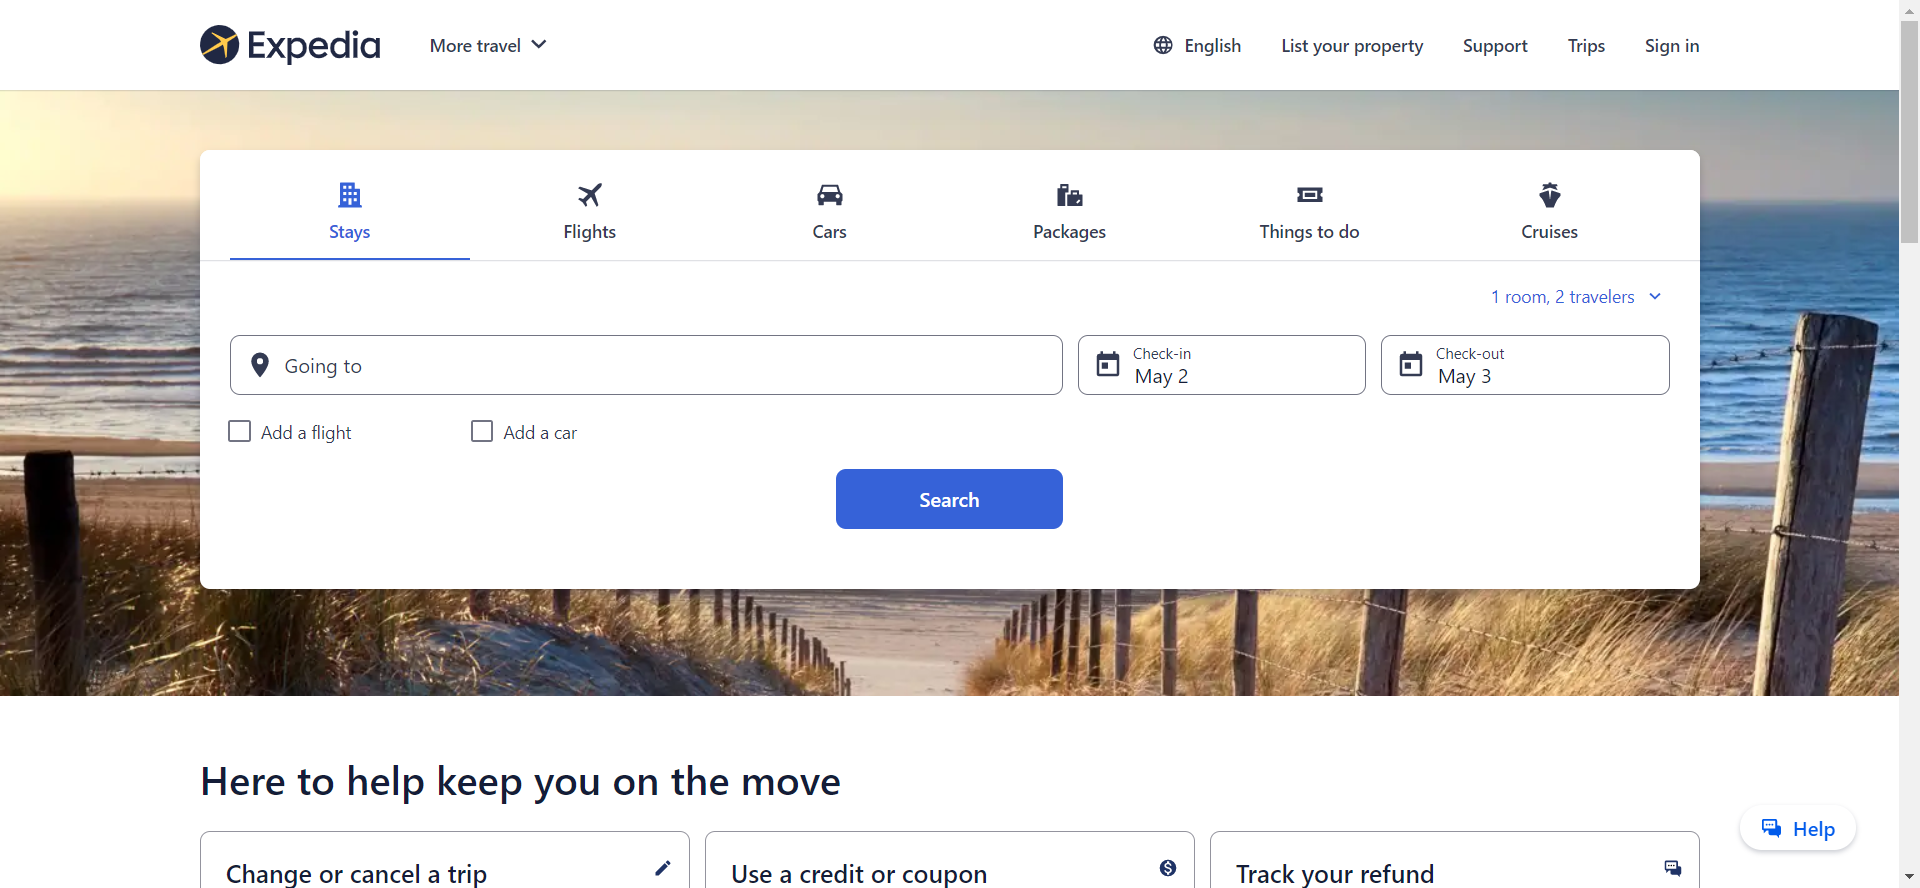 Expedia
More travel
English
List your property
Support
Trips
Sign in
Stays
Flights
Cars
Packages
Things to do
Cruises
1 room, 2 travelers
Going to
Check-in
May 2
Check-out
May 3
Add a flight
Add a car
Search
Here to help keep you on the move
Change or cancel a trip
Use a credit or coupon
Track your refund
Help